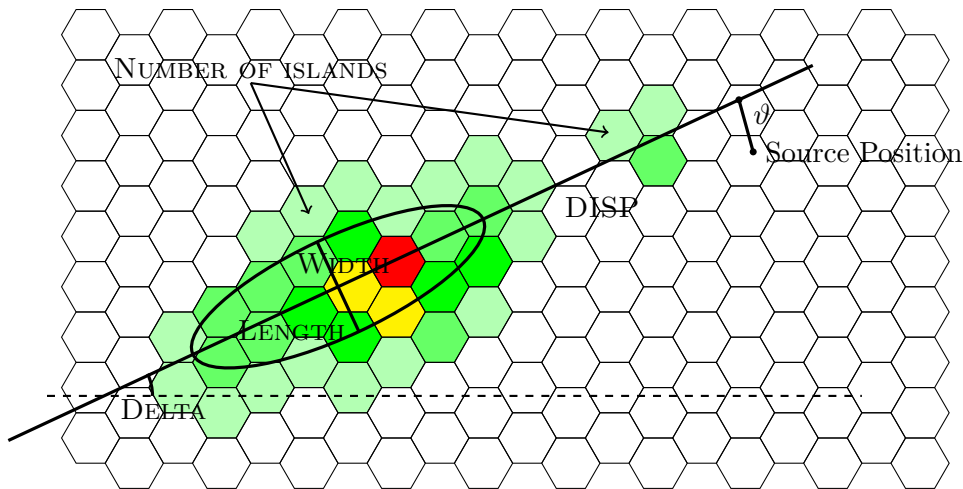 NUMBER OF ISLANDS
ϑ
Source Position
DISP
WIDTH
LENGTH
DELTA